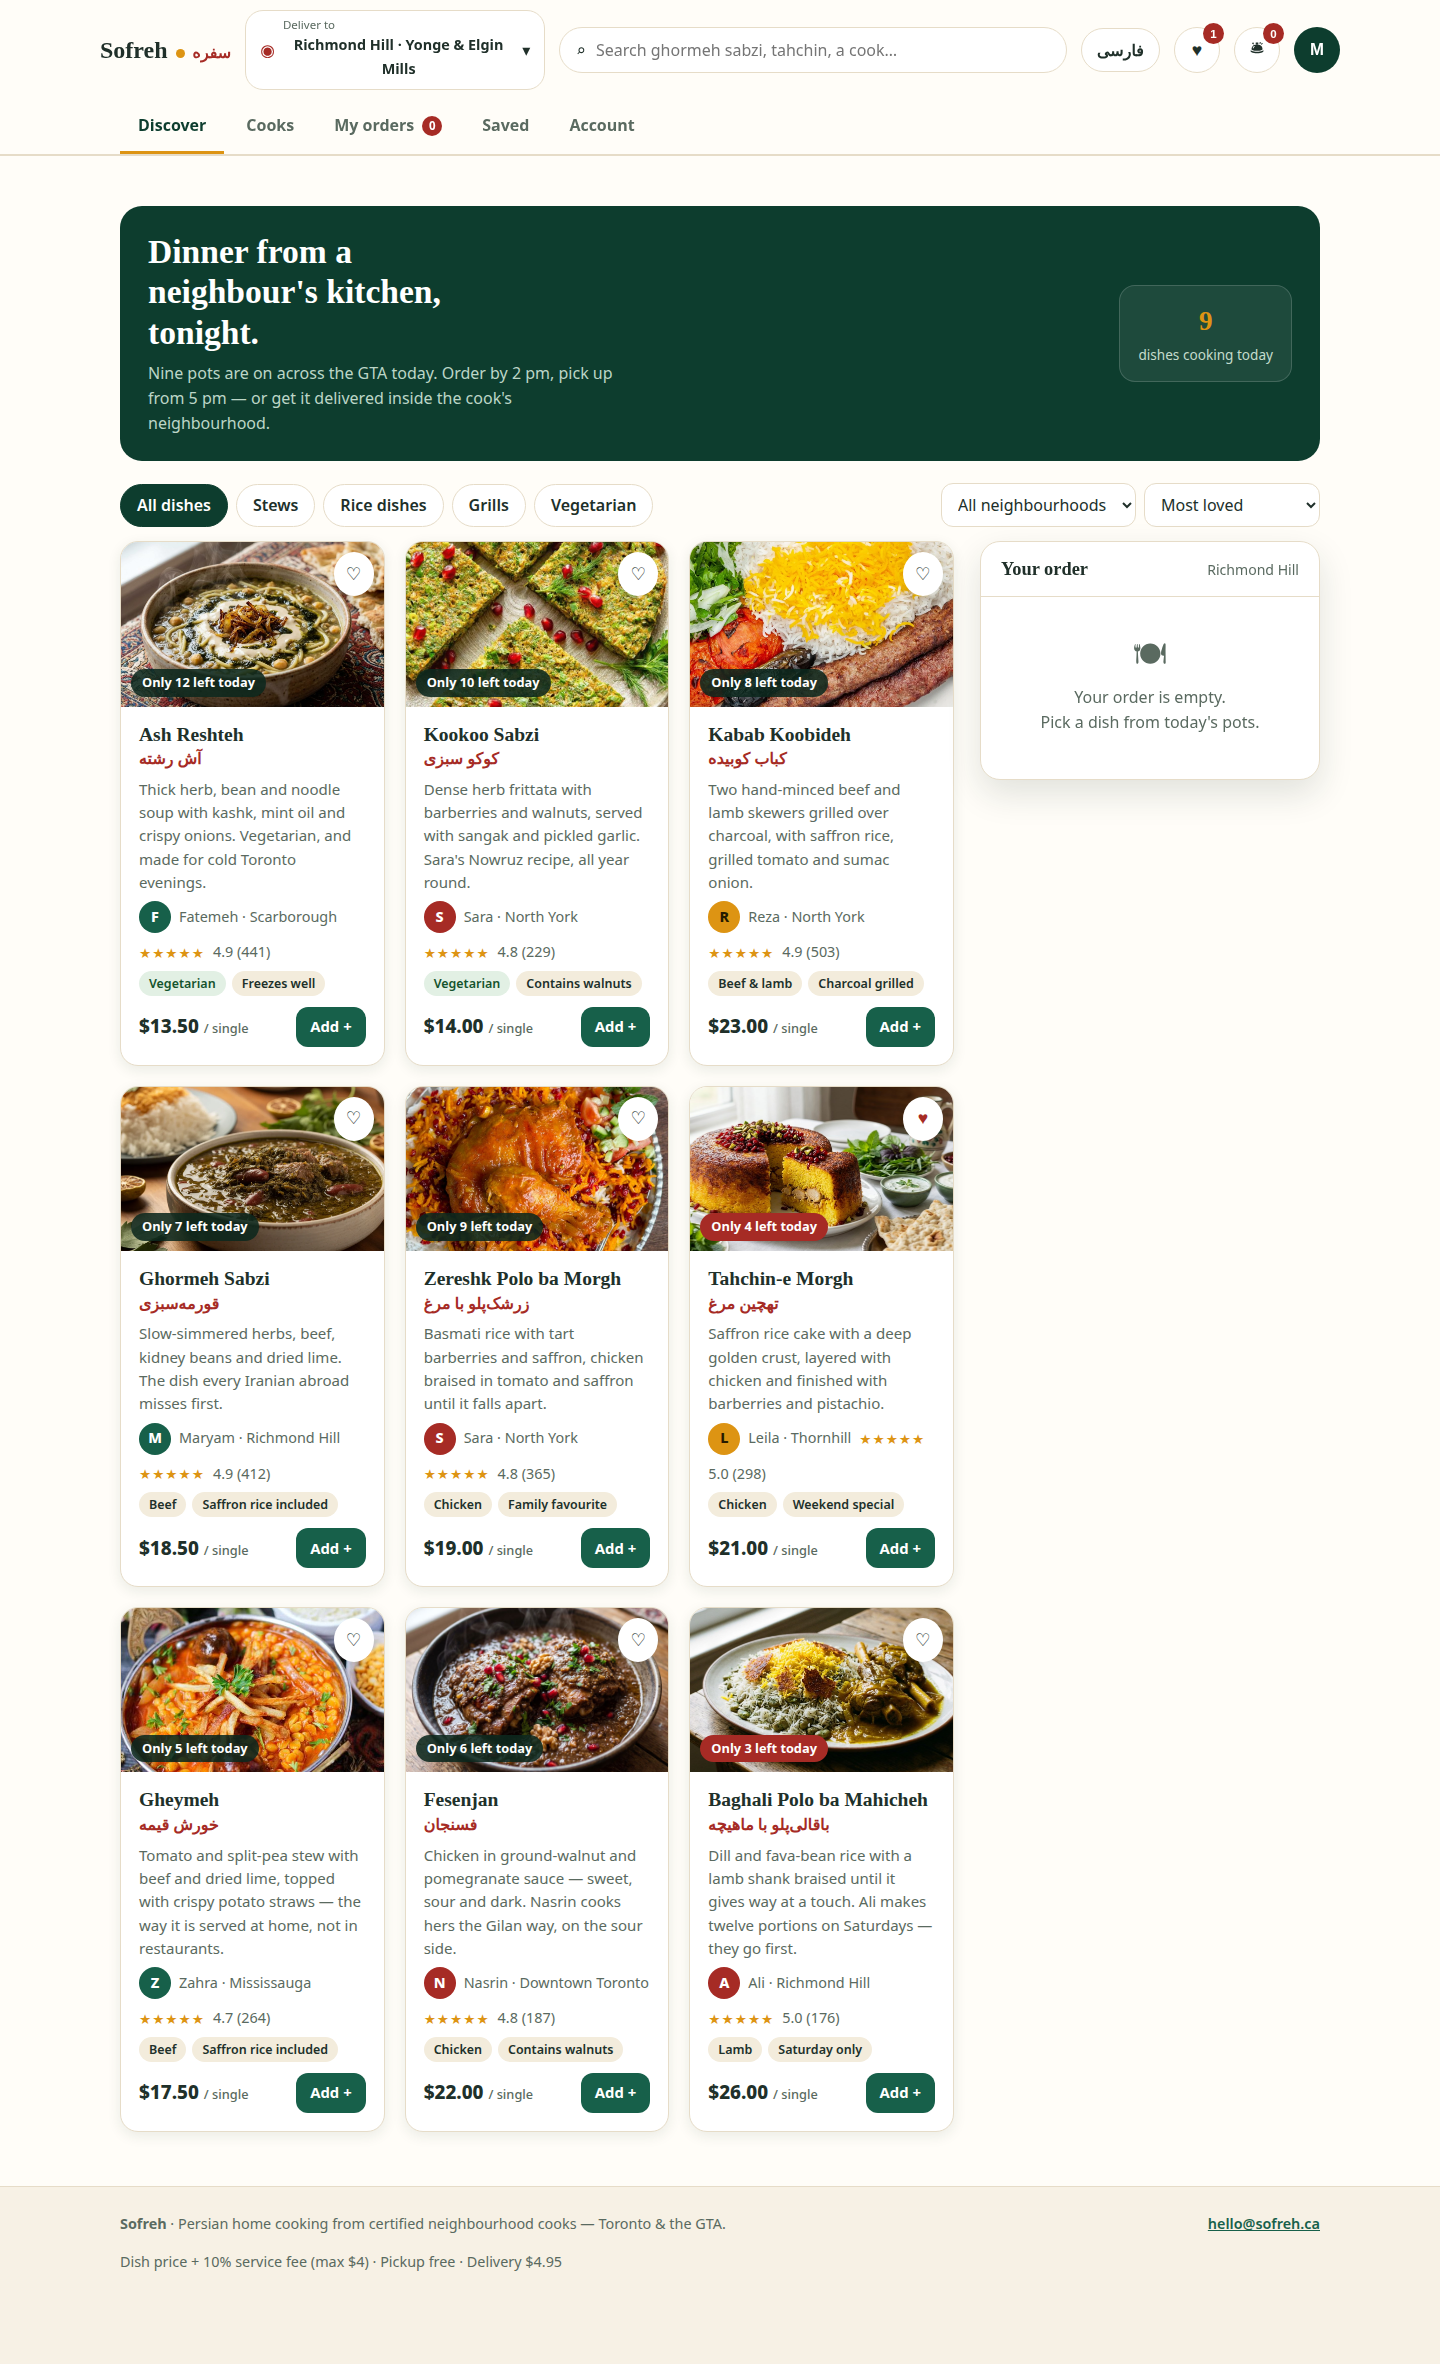 Sofreh سفره
Deliver to
Richmond Hill · Yonge & Elgin
Mills
Search ghormeh sabzi, tahchin, a cook...
فارسی
1
0
M
Discover
Cooks
My orders 0
Saved
Account
Dinner from a
neighbour's kitchen,
tonight.
Nine pots are on across the GTA today. Order by 2 pm, pick up
from 5 pm — or get it delivered inside the cook's
neighbourhood.
9
dishes cooking today
All dishes
Stews
Rice dishes
Grills
Vegetarian
All neighbourhoods
Most loved
Only 12 left today
Ash Reshteh
آش رشته
Thick herb, bean and noodle
soup with kashk, mint oil and
crispy onions. Vegetarian, and
made for cold Toronto
evenings.
F Fatemeh · Scarborough
★★★★★ 4.9 (441)
Vegetarian Freezes well
$13.50 / single Add +
Only 10 left today
Kookoo Sabzi
کوکو سبزی
Dense herb frittata with
barberries and walnuts, served
with sangak and pickled garlic.
Sara's Nowruz recipe, all year
round.
S Sara · North York
★★★★★ 4.8 (229)
Vegetarian Contains walnuts
$14.00 / single Add +
Only 8 left today
Kabab Koobideh
کباب کوبیده
Two hand-minced beef and
lamb skewers grilled over
charcoal, with saffron rice,
grilled tomato and sumac
onion.
R Reza · North York
★★★★★ 4.9 (503)
Beef & lamb Charcoal grilled
$23.00 / single Add +
Your order
Richmond Hill
Your order is empty.
Pick a dish from today's pots.
Only 7 left today
Ghormeh Sabzi
قورمه‌سبزی
Slow-simmered herbs, beef,
kidney beans and dried lime.
The dish every Iranian abroad
misses first.
M Maryam · Richmond Hill
★★★★★ 4.9 (412)
Beef Saffron rice included
$18.50 / single Add +
Only 9 left today
Zereshk Polo ba Morgh
زرشک‌پلو با مرغ
Basmati rice with tart
barberries and saffron, chicken
braised in tomato and saffron
until it falls apart.
S Sara · North York
★★★★★ 4.8 (365)
Chicken Family favourite
$19.00 / single Add +
Only 4 left today
Tahchin-e Morgh
تهچین مرغ
Saffron rice cake with a deep
golden crust, layered with
chicken and finished with
barberries and pistachio.
L Leila · Thornhill ★★★★★
5.0 (298)
Chicken Weekend special
$21.00 / single Add +
Only 5 left today
Gheymeh
خورش قیمه
Tomato and split-pea stew with
beef and dried lime, topped
with crispy potato straws — the
way it is served at home, not in
restaurants.
Z Zahra · Mississauga
★★★★★ 4.7 (264)
Beef Saffron rice included
$17.50 / single Add +
Only 6 left today
Fesenjan
فسنجان
Chicken in ground-walnut and
pomegranate sauce — sweet,
sour and dark. Nasrin cooks
hers the Gilan way, on the sour
side.
N Nasrin · Downtown Toronto
★★★★★ 4.8 (187)
Chicken Contains walnuts
$22.00 / single Add +
Only 3 left today
Baghali Polo ba Mahicheh
باقالی‌پلو با ماهیچه
Dill and fava-bean rice with a
lamb shank braised until it
gives way at a touch. Ali makes
twelve portions on Saturdays —
they go first.
A Ali · Richmond Hill
★★★★★ 5.0 (176)
Lamb Saturday only
$26.00 / single Add +
Sofreh · Persian home cooking from certified neighbourhood cooks — Toronto & the GTA.
hello@sofreh.ca
Dish price + 10% service fee (max $4) · Pickup free · Delivery $4.95